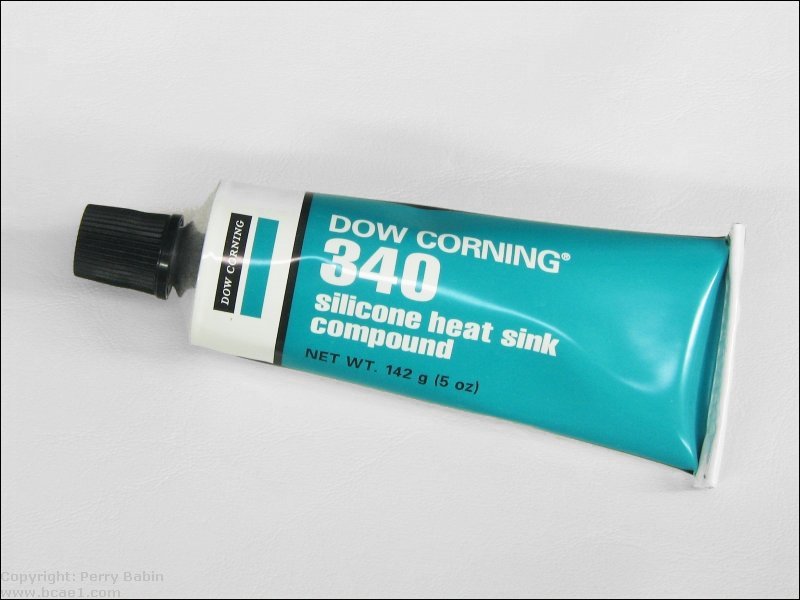 DOW CORNING
DOW CORNING®
340
silicone heat sink
compound
NET WT. 142 g (5 oz)
Copyright: Perry Babin
www.bcae1.com